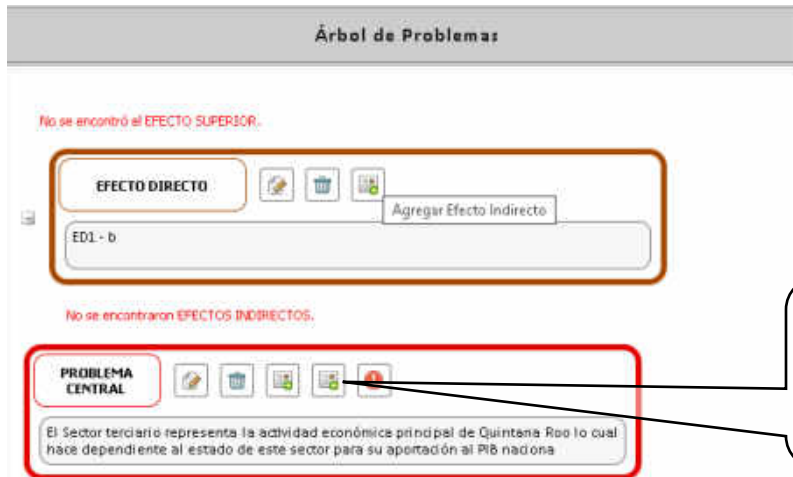 Árbol de Problemas
No se encontró el EFECTO SUPERIOR.
EFECTO DIRECTO
Agregar Efecto Indirecto
ED1 - b
No se encontraron EFECTOS INDIRECTOS.
PROBLEMA
CENTRAL
El Sector terciario representa la actividad económica principal de Quintana Roo lo cual
hace dependiente al estado de este sector para su aportación al PIB naciona